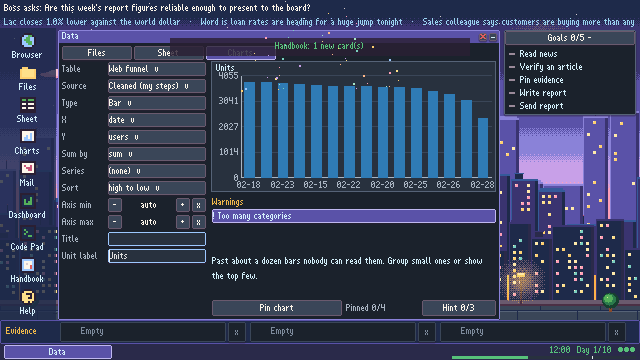 Boss asks: Are this week's report figures reliable enough to present to the board?
Lac closes 1.0% lower against the world dollar · Word is loan rates are heading for a huge jump tonight · Sales colleague says customers are buying more than any
Data
Files
Sheet
Charts
Handbook: 1 new card(s)
Goals 0/5 -
Read news
Verify an article
Pin evidence
Write report
Send report
Browser
Files
Sheet
Charts
Mail
Dashboard
Code Pad
Handbook
Help
Table
Web funnel v
Source
Cleaned (my steps) v
Type
Bar v
X
date v
Y
users v
Sum by
sum v
Series
(none) v
Sort
high to low v
Axis min
- auto + x
Axis max
- auto + x
Title
Unit label
Units
Units
4055
3041
2027
1014
0
02-18 02-23 02-15 02-22 02-20 02-25 02-26 02-28
Warnings
! Too many categories
Past about a dozen bars nobody can read them. Group small ones or show
the top few.
Pin chart
Pinned 0/4
Hint 0/3
Evidence
Empty x
Empty x
Empty x
Data
12:00 Day 1/10